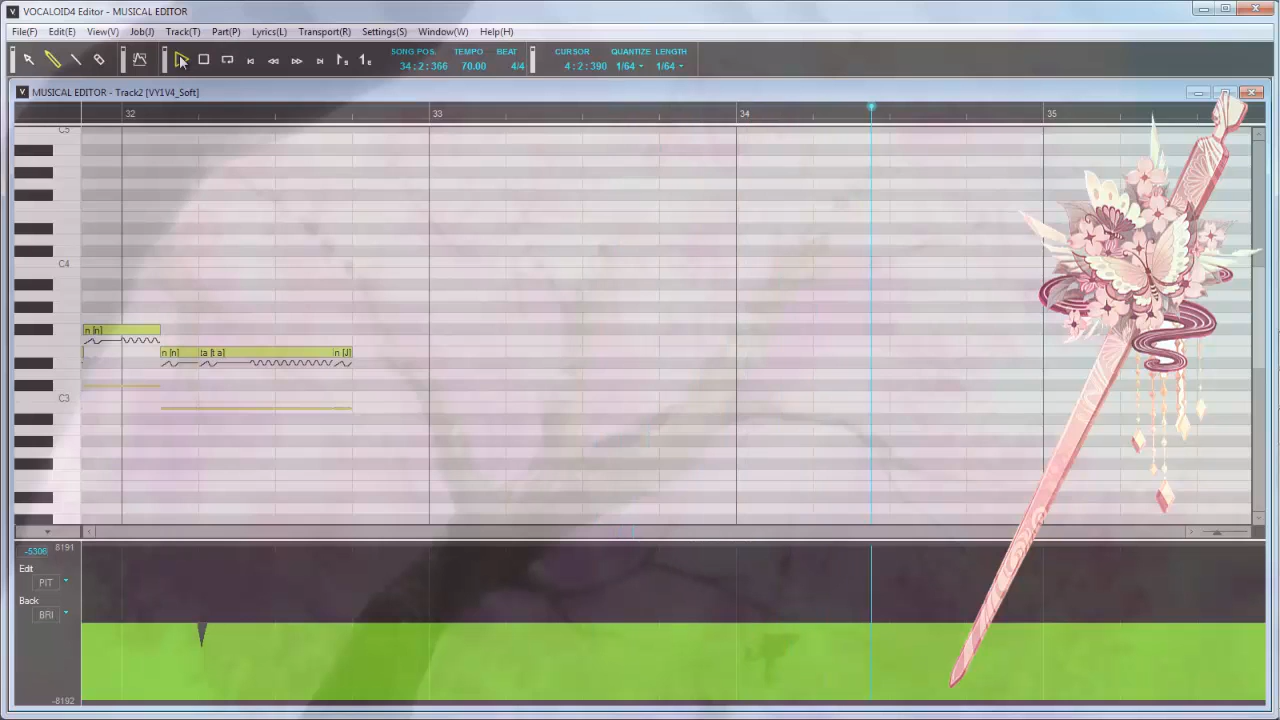 VOCALOID4 Editor - MUSICAL EDITOR
File(F) Edit(E) View(V) Job(J) Track(T) Part(P) Lyrics(L) Transport(R) Settings(S) Window(W) Help(H)
SONG POS. TEMPO BEAT CURSOR QUANTIZE LENGTH
34:2:366 70.00 4/4 4:2:390 1/64 1/64
MUSICAL EDITOR - Track2 [VY1V4_Soft]
32 33 34 35
C5
C4
n [n]
n [n] ta [t a] n [J]
C3
-5306 8191
Edit
PIT
Back
BRI
-8192